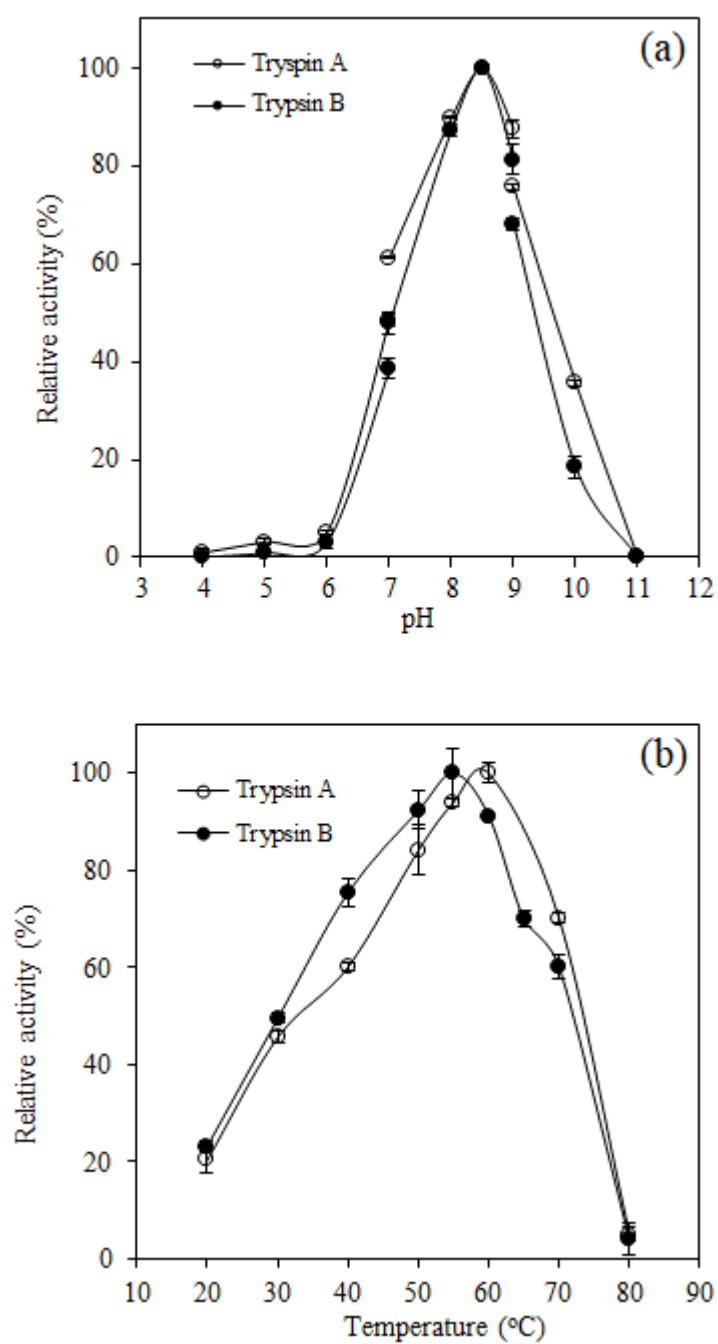 (a)
Tryspin A
Trypsin B
Relative activity (%)
100
80
60
40
20
0
3 4 5 6 7 8 9 10 11 12
pH
(b)
Trypsin A
Trypsin B
Relative activity (%)
100
80
60
40
20
0
10 20 30 40 50 60 70 80 90
Temperature (°C)